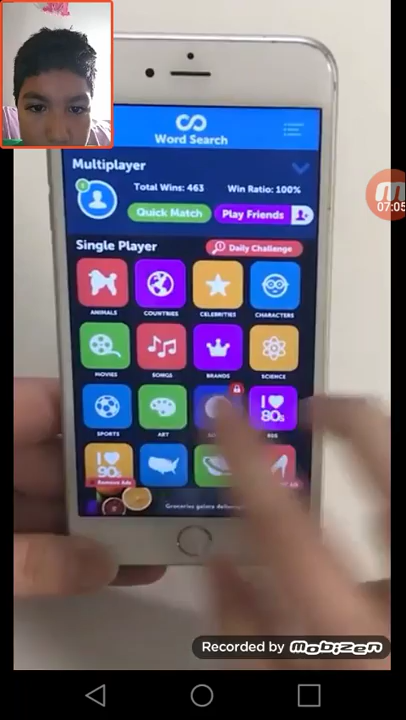 Word Search
Multiplayer
Total Wins: 463
Win Ratio: 100%
Quick Match
Play Friends
07:05
Single Player
Daily Challenge
ANIMALS
COUNTRIES
CELEBRITIES
CHARACTERS
MOVIES
SONGS
BRANDS
SCIENCE
I
80s
SPORTS
ART
80S
I
90s
Remove Ads
Recorded by mobizen